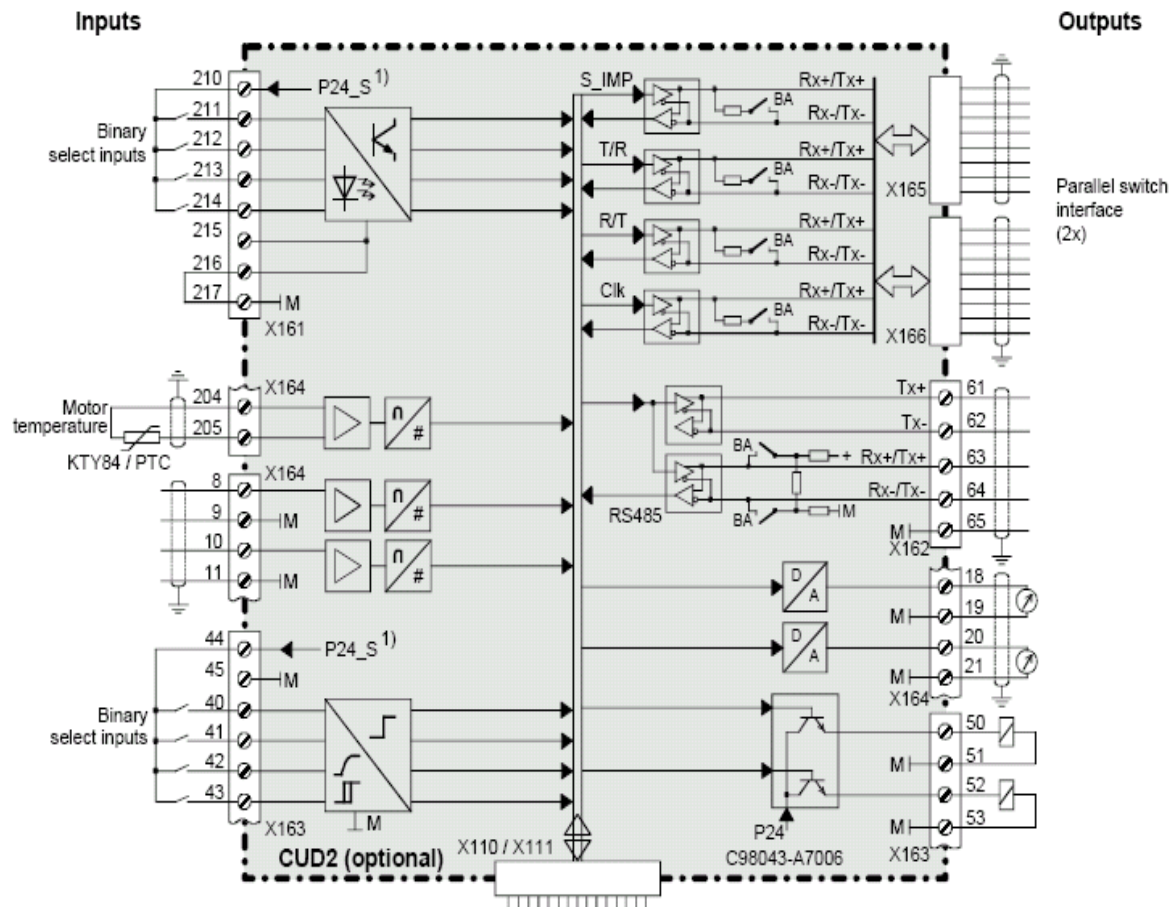 Inputs
Outputs
210
P24_S 1)
211
Binary
select inputs
212
213
214
215
216
217
M
X161
S_IMP
Rx+/Tx+
BA
Rx-/Tx-
T/R
Rx+/Tx+
BA
Rx-/Tx-
X165
R/T
Rx+/Tx+
BA
Rx-/Tx-
Clk
Rx+/Tx+
BA
Rx-/Tx-
X166
Parallel switch
interface
(2x)
X164
Motor
temperature
204
205
KTY84 / PTC
n
#
X164
8
9
M
10
11
M
n
#
n
#
Tx+
61
Tx-
62
BA
+
Rx+/Tx+
63
Rx-/Tx-
64
RS485
BA
M
M
65
X162
D
A
18
M
19
D
A
20
M
21
X164
44
P24_S 1)
45
M
Binary
select inputs
40
41
42
43
M
X163
50
M
51
52
M
53
X163
P24
C98043-A7006
CUD2 (optional)
X110 / X111